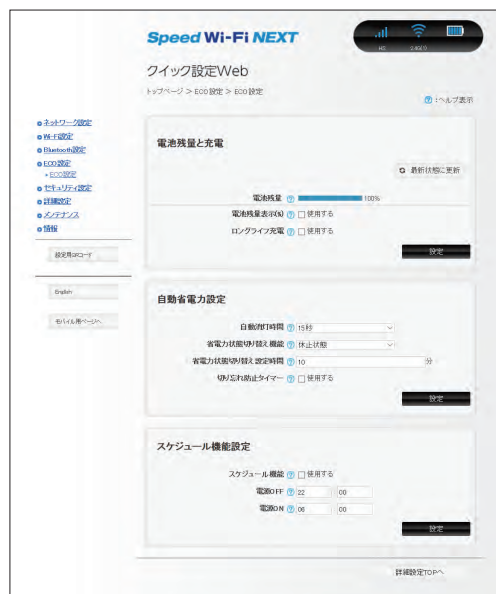 Speed Wi-Fi NEXT
クイック設定Web
トップページ > ECO設定 > ECO設定
? :ヘルプ表示
ネットワーク設定
Wi-Fi設定
Bluetooth設定
ECO設定
ECO設定
セキュリティ設定
詳細設定
メンテナンス
情報
設定用QRコード
English
モバイル用ページへ
電池残量と充電
最新状態に更新
電池残量 ? 100%
電池残量表示(%) ? 使用する
ロングライフ充電 ? 使用する
設定
自動省電力設定
自動消灯時間 ? 15秒
省電力状態切り替え機能 ? 休止状態
省電力状態切り替え設定時間 ? 10 分
切り忘れ防止タイマー ? 使用する
設定
スケジュール機能設定
スケジュール機能 ? 使用する
電源OFF ? 22 : 00
電源ON ? 06 : 00
設定
詳細設定TOPへ